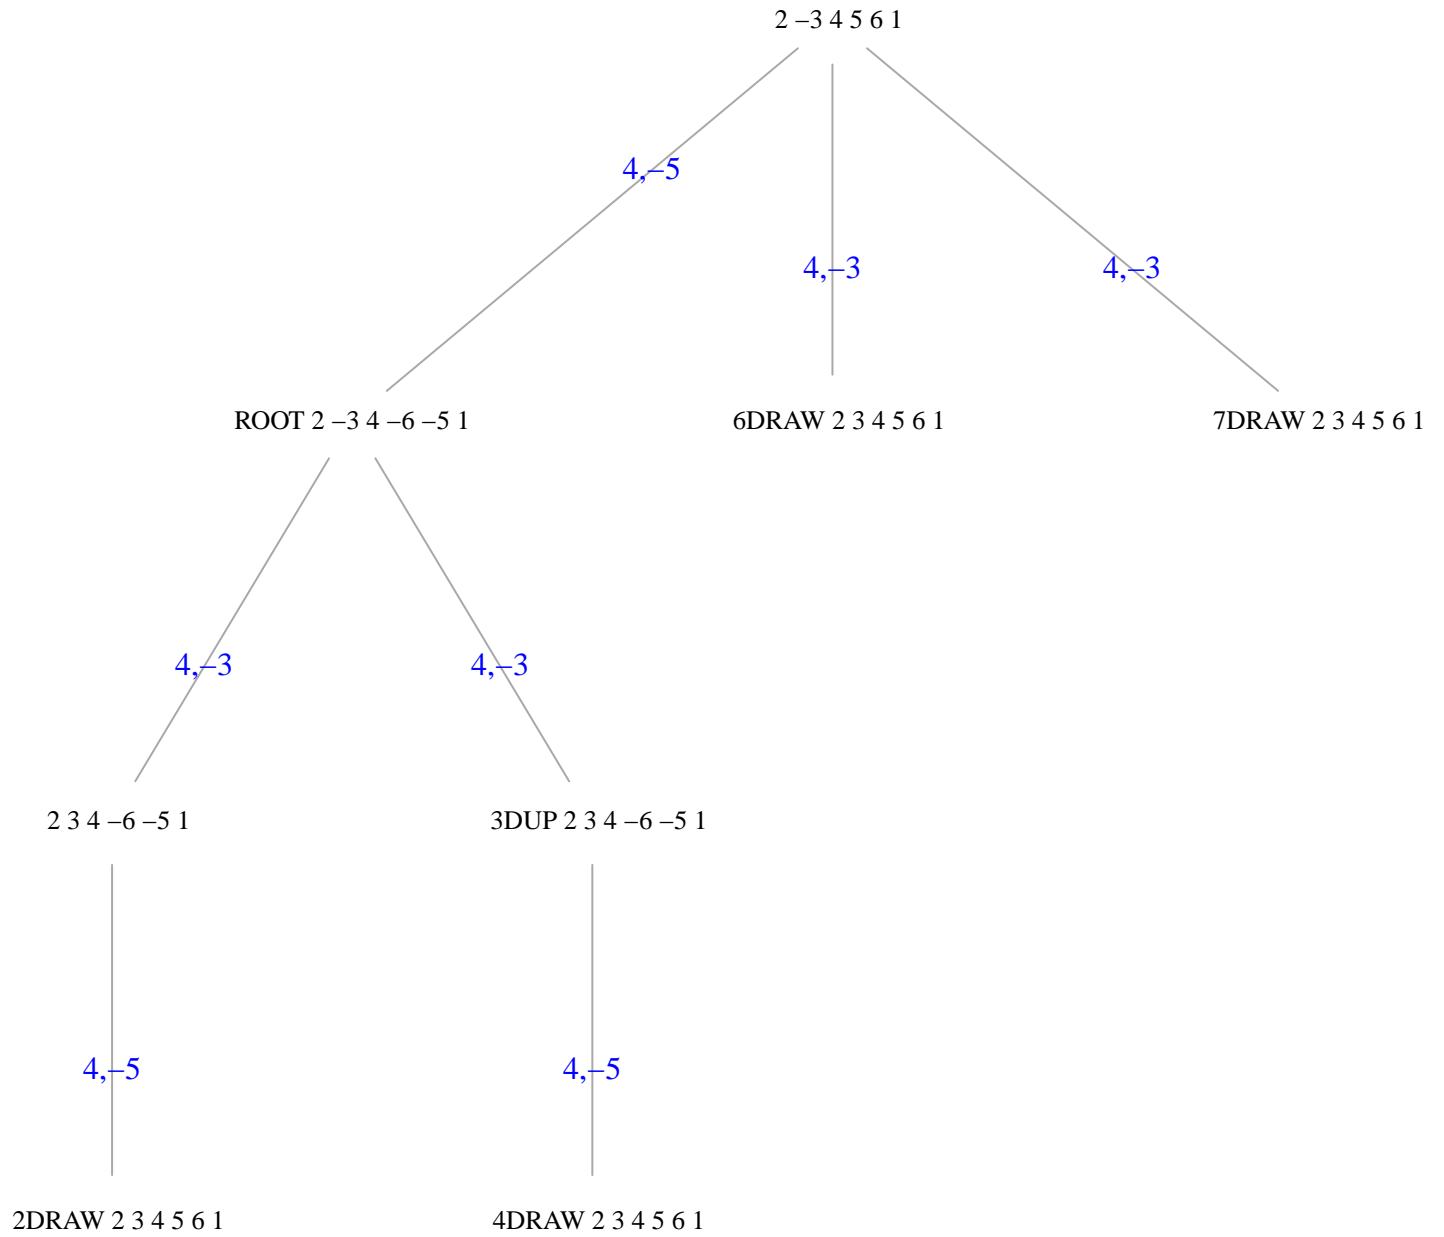 2 –3 4 5 6 1
4,–5
4,–3
4,–3
ROOT 2 –3 4 –6 –5 1
6DRAW 2 3 4 5 6 1
7DRAW 2 3 4 5 6 1
4,–3
4,–3
2 3 4 –6 –5 1
3DUP 2 3 4 –6 –5 1
4,–5
4,–5
2DRAW 2 3 4 5 6 1
4DRAW 2 3 4 5 6 1